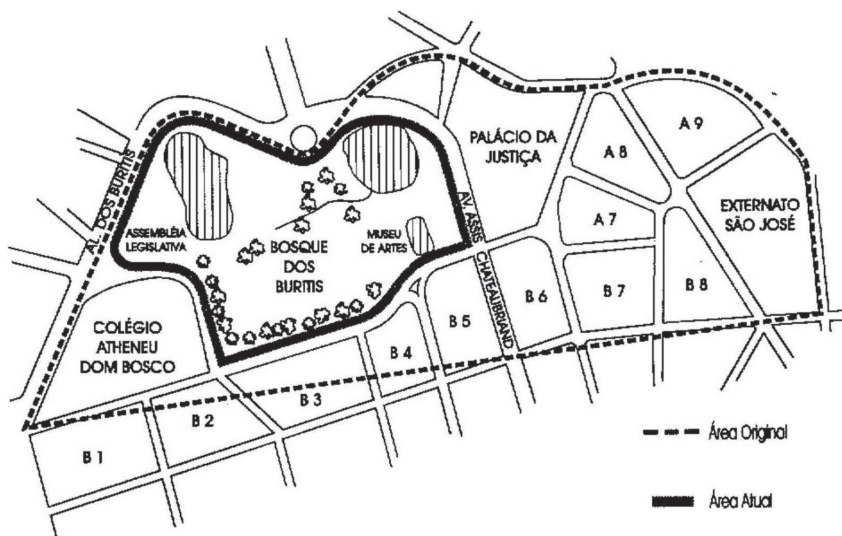 PALÁCIO DA
JUSTIÇA
A 9
A 8
A 7
EXTERNATO
SÃO JOSÉ
AL. DOS BURITIS
ASSEMBLÉIA
LEGISLATIVA
BOSQUE
DOS
BURITIS
MUSEU
DE ARTES
AV. ASSIS CHATEAUBRIAND
COLÉGIO
ATHENEU
DOM BOSCO
B 1
B 2
B 3
B 4
B 5
B 6
B 7
B 8
Área Original
Área Atual